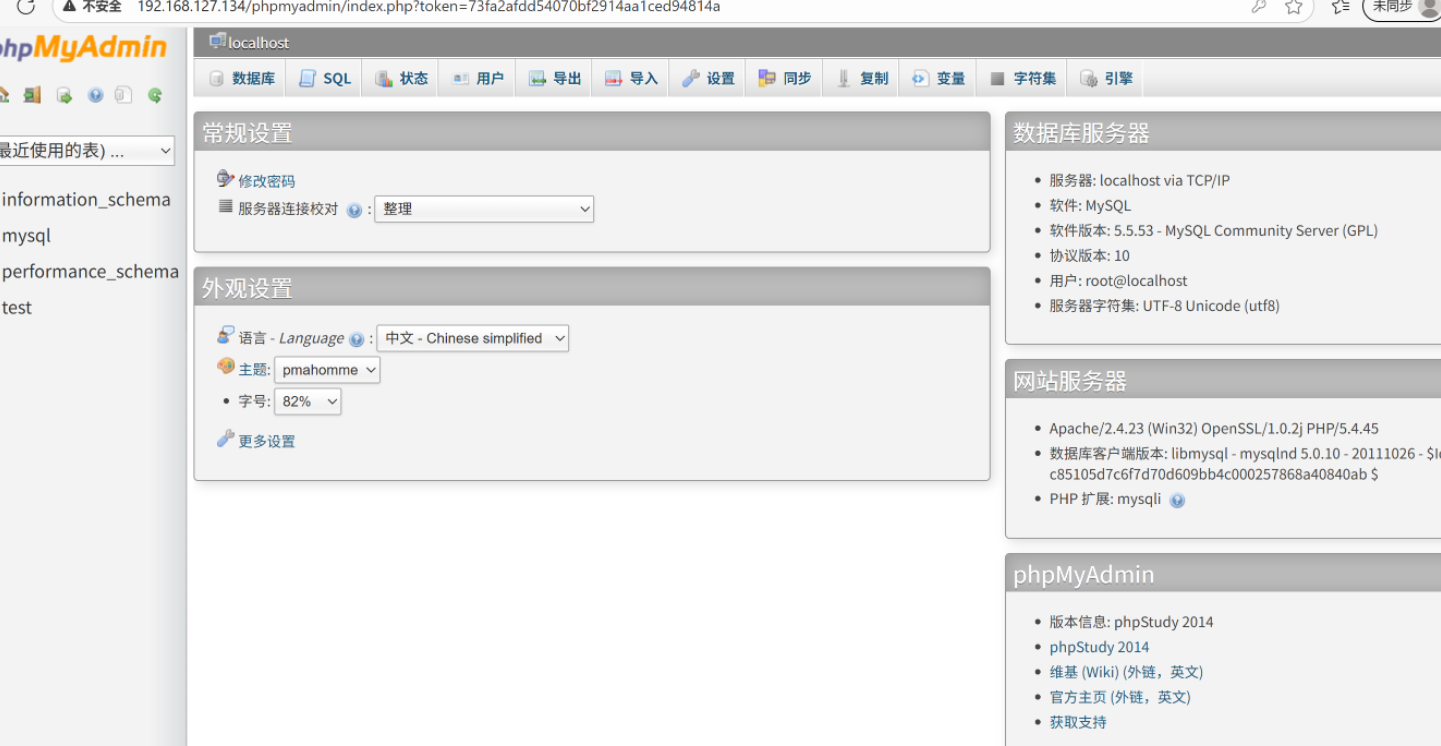 不安全 192.168.127.134/phpmyadmin/index.php?token=73fa2afdd54070bf2914aa1ced94814a 未同步
phpMyAdmin
最近使用的表) ...
information_schema
mysql
performance_schema
test
localhost
数据库 SQL 状态 用户 导出 导入 设置 同步 复制 变量 字符集 引擎
常规设置
修改密码
服务器连接校对 : 整理
外观设置
语言 - Language : 中文 - Chinese simplified
主题: pmahomme
字号: 82%
更多设置
数据库服务器
服务器: localhost via TCP/IP
软件: MySQL
软件版本: 5.5.53 - MySQL Community Server (GPL)
协议版本: 10
用户: root@localhost
服务器字符集: UTF-8 Unicode (utf8)
网站服务器
Apache/2.4.23 (Win32) OpenSSL/1.0.2j PHP/5.4.45
数据库客户端版本: libmysql - mysqlnd 5.0.10 - 20111026 - $Id
c85105d7c6f7d70d609bb4c000257868a40840ab $
PHP 扩展: mysqli
phpMyAdmin
版本信息: phpStudy 2014
phpStudy 2014
维基 (Wiki) (外链，英文)
官方主页 (外链，英文)
获取支持